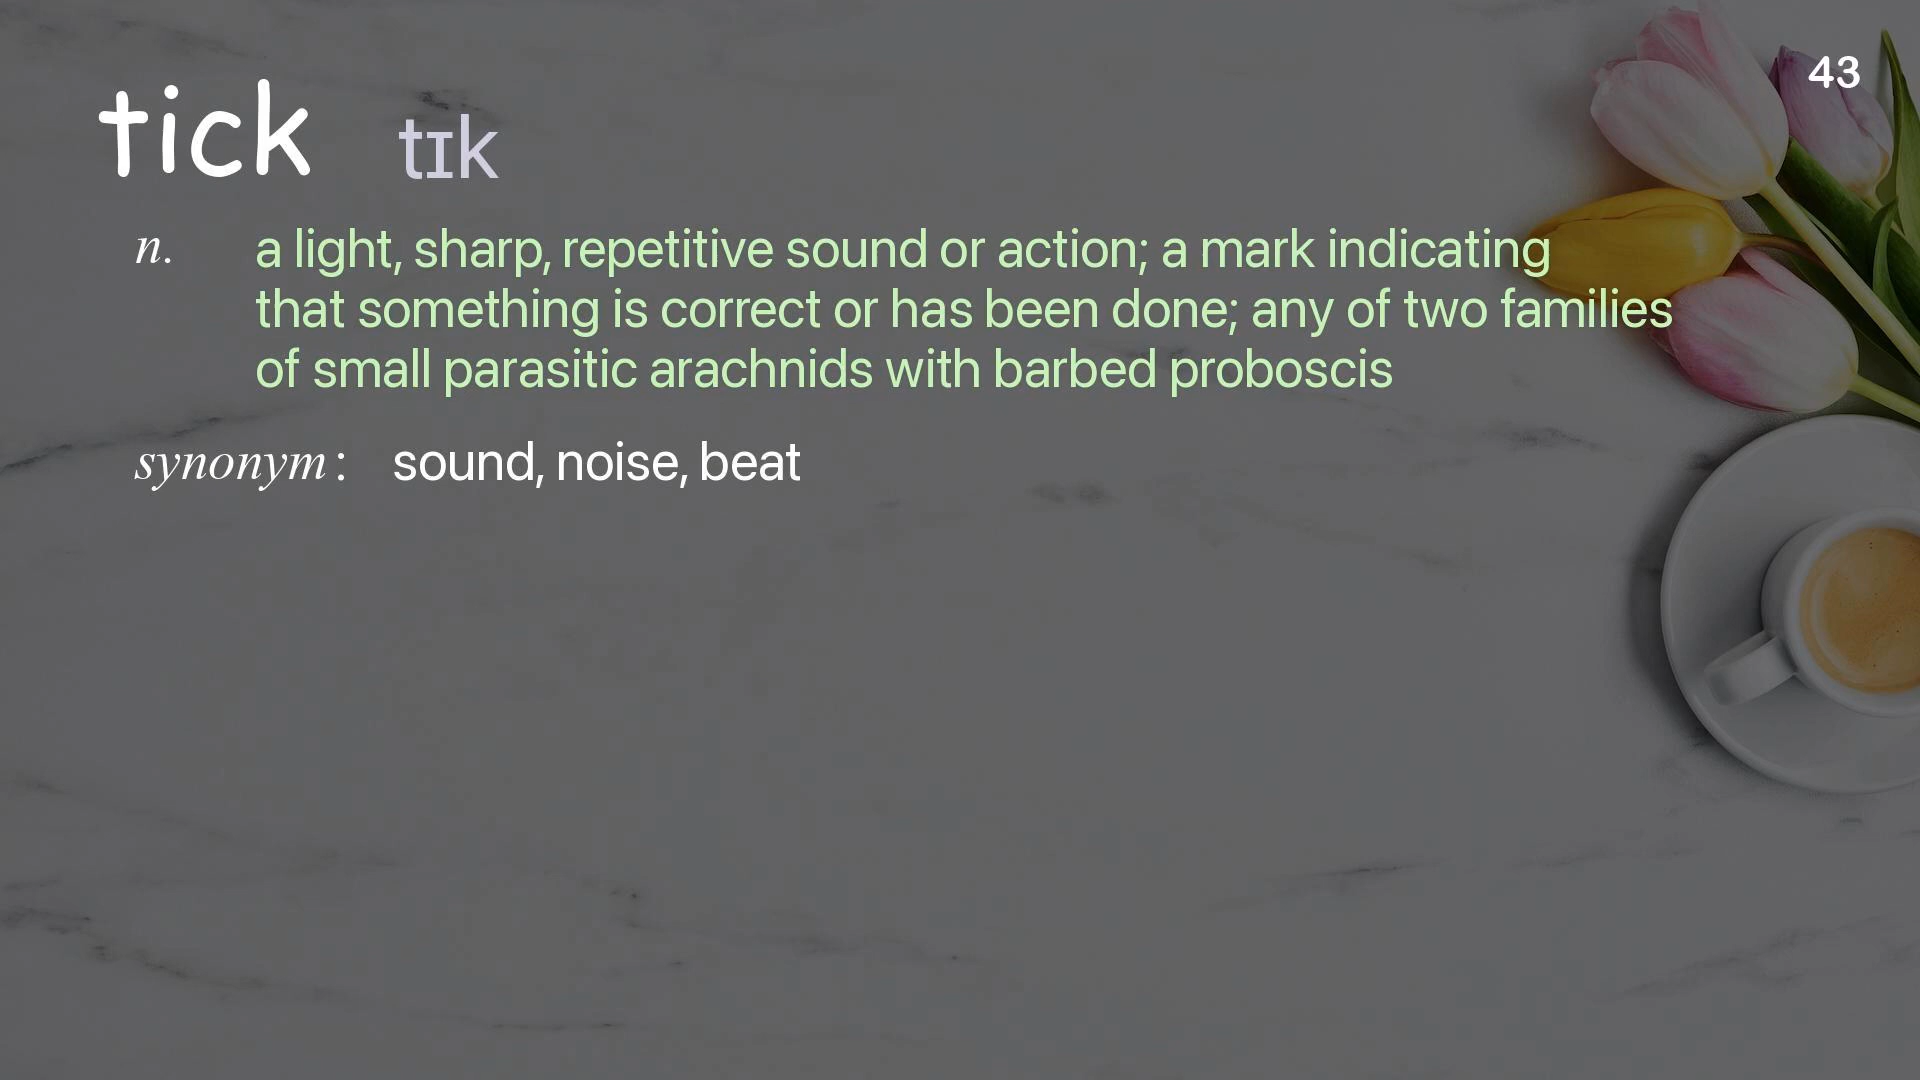 43
tick tɪk
n. a light, sharp, repetitive sound or action; a mark indicating
that something is correct or has been done; any of two families
of small parasitic arachnids with barbed proboscis
synonym : sound, noise, beat